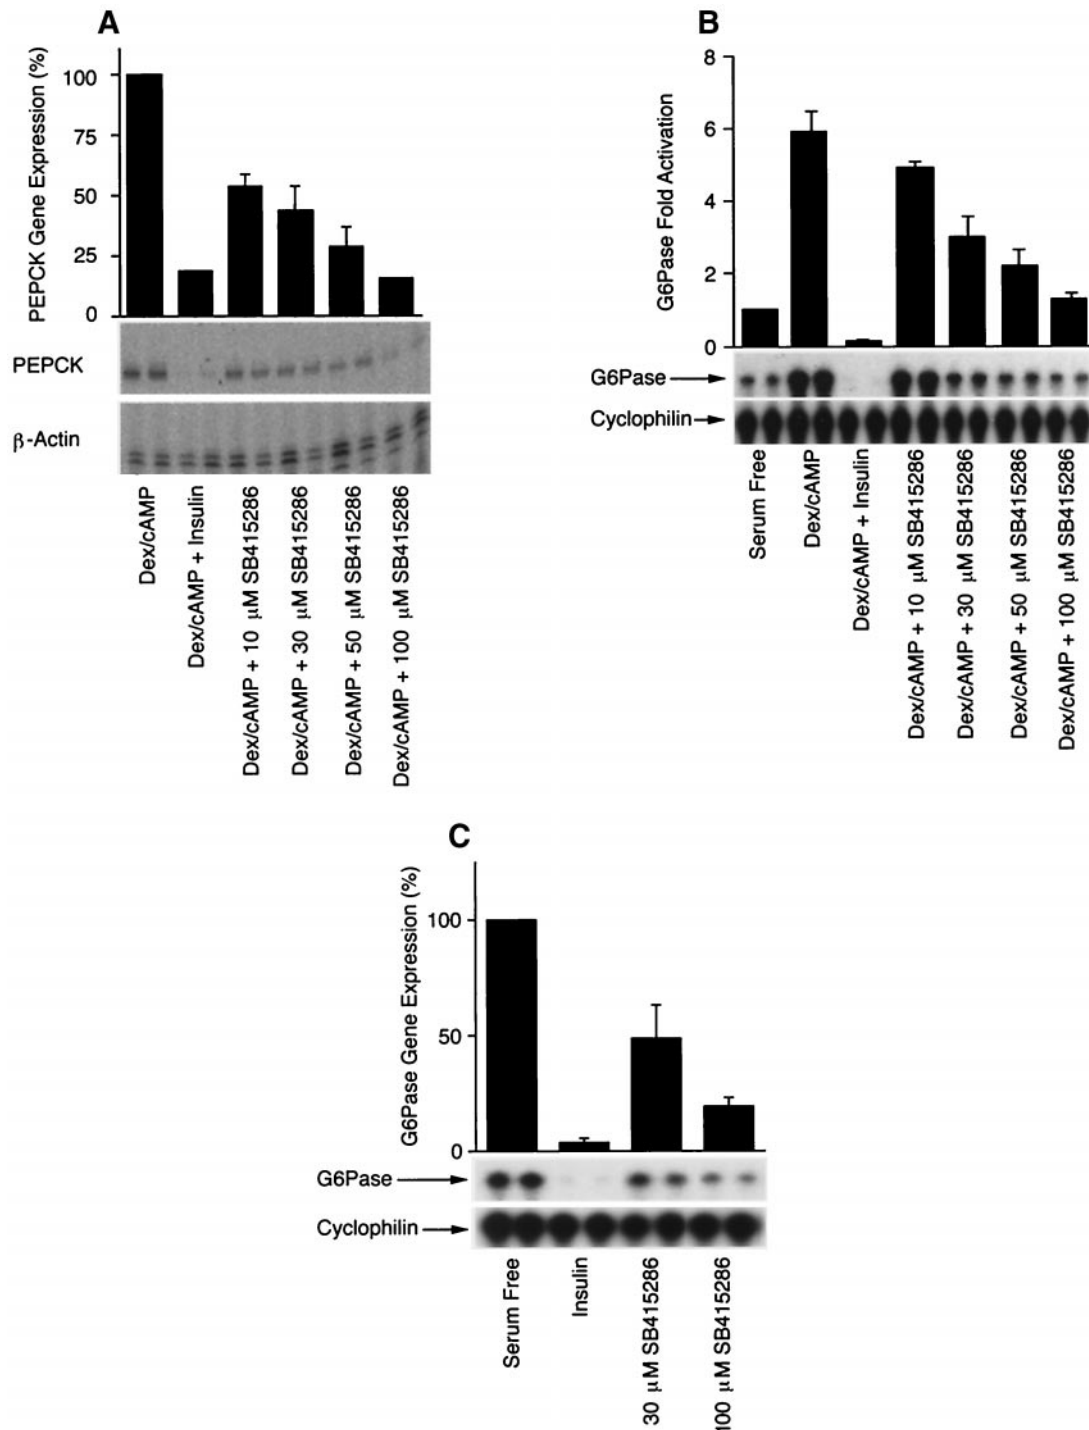 A
PEPCK Gene Expression (%)
100
75
50
25
0
PEPCK
β-Actin
Dex/cAMP
Dex/cAMP + Insulin
Dex/cAMP + 10 μM SB415286
Dex/cAMP + 30 μM SB415286
Dex/cAMP + 50 μM SB415286
Dex/cAMP + 100 μM SB415286
B
G6Pase Fold Activation
8
6
4
2
0
G6Pase
Cyclophilin
Serum Free
Dex/cAMP
Dex/cAMP + Insulin
Dex/cAMP + 10 μM SB415286
Dex/cAMP + 30 μM SB415286
Dex/cAMP + 50 μM SB415286
Dex/cAMP + 100 μM SB415286
C
G6Pase Gene Expression (%)
100
50
0
G6Pase
Cyclophilin
Serum Free
Insulin
30 μM SB415286
100 μM SB415286